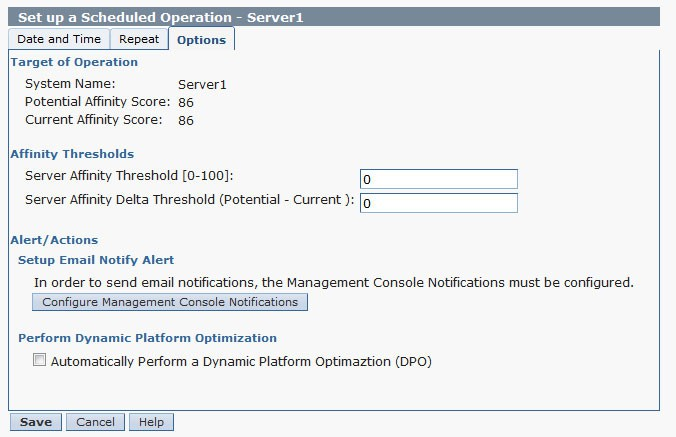 Set up a Scheduled Operation - Server1
Date and Time Repeat Options
Target of Operation
System Name: Server1
Potential Affinity Score: 86
Current Affinity Score: 86
Affinity Thresholds
Server Affinity Threshold [0-100]: 0
Server Affinity Delta Threshold (Potential - Current ): 0
Alert/Actions
Setup Email Notify Alert
In order to send email notifications, the Management Console Notifications must be configured.
Configure Management Console Notifications
Perform Dynamic Platform Optimization
Automatically Perform a Dynamic Platform Optimaztion (DPO)
Save Cancel Help